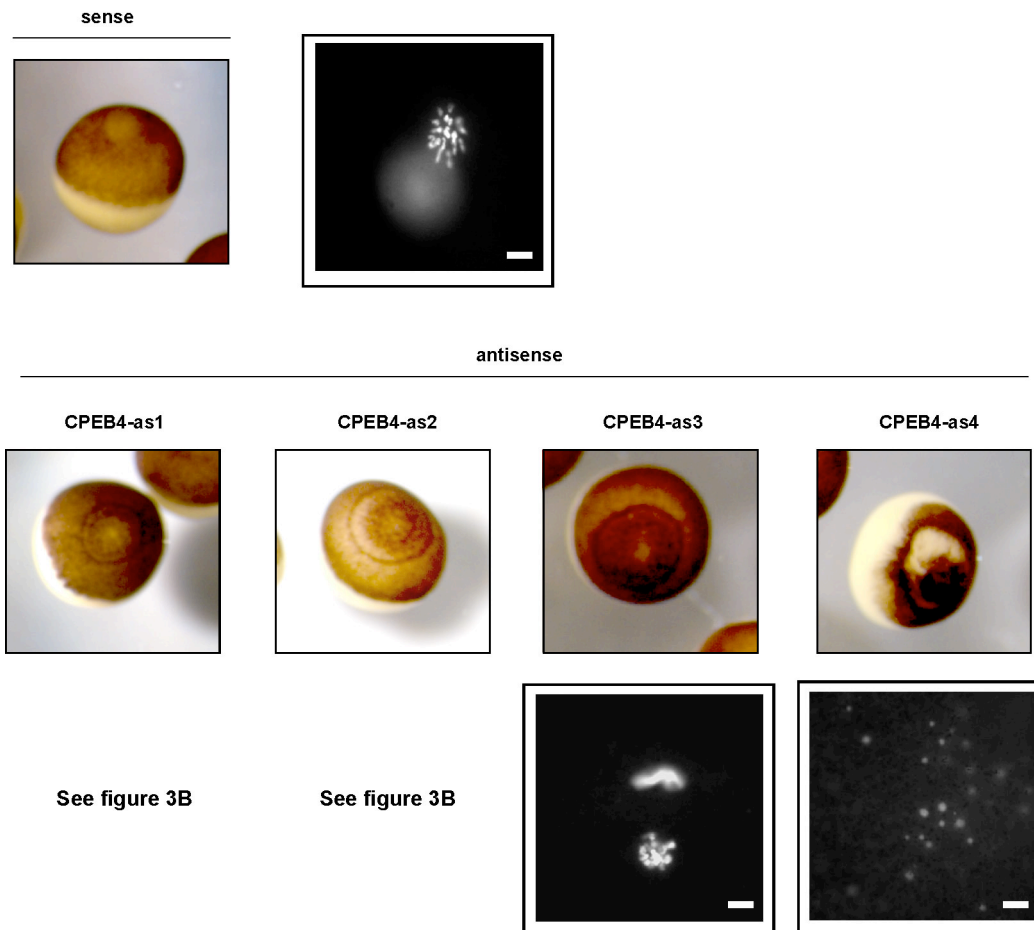 sense
antisense
CPEB4-as1 CPEB4-as2 CPEB4-as3 CPEB4-as4
See figure 3B See figure 3B